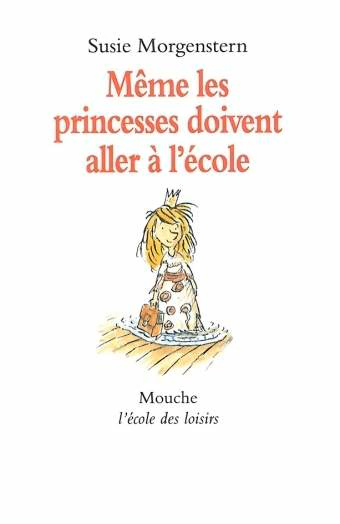 Susie Morgenstern
Même les
princesses doivent
aller à l'école
Mouche
l'école des loisirs